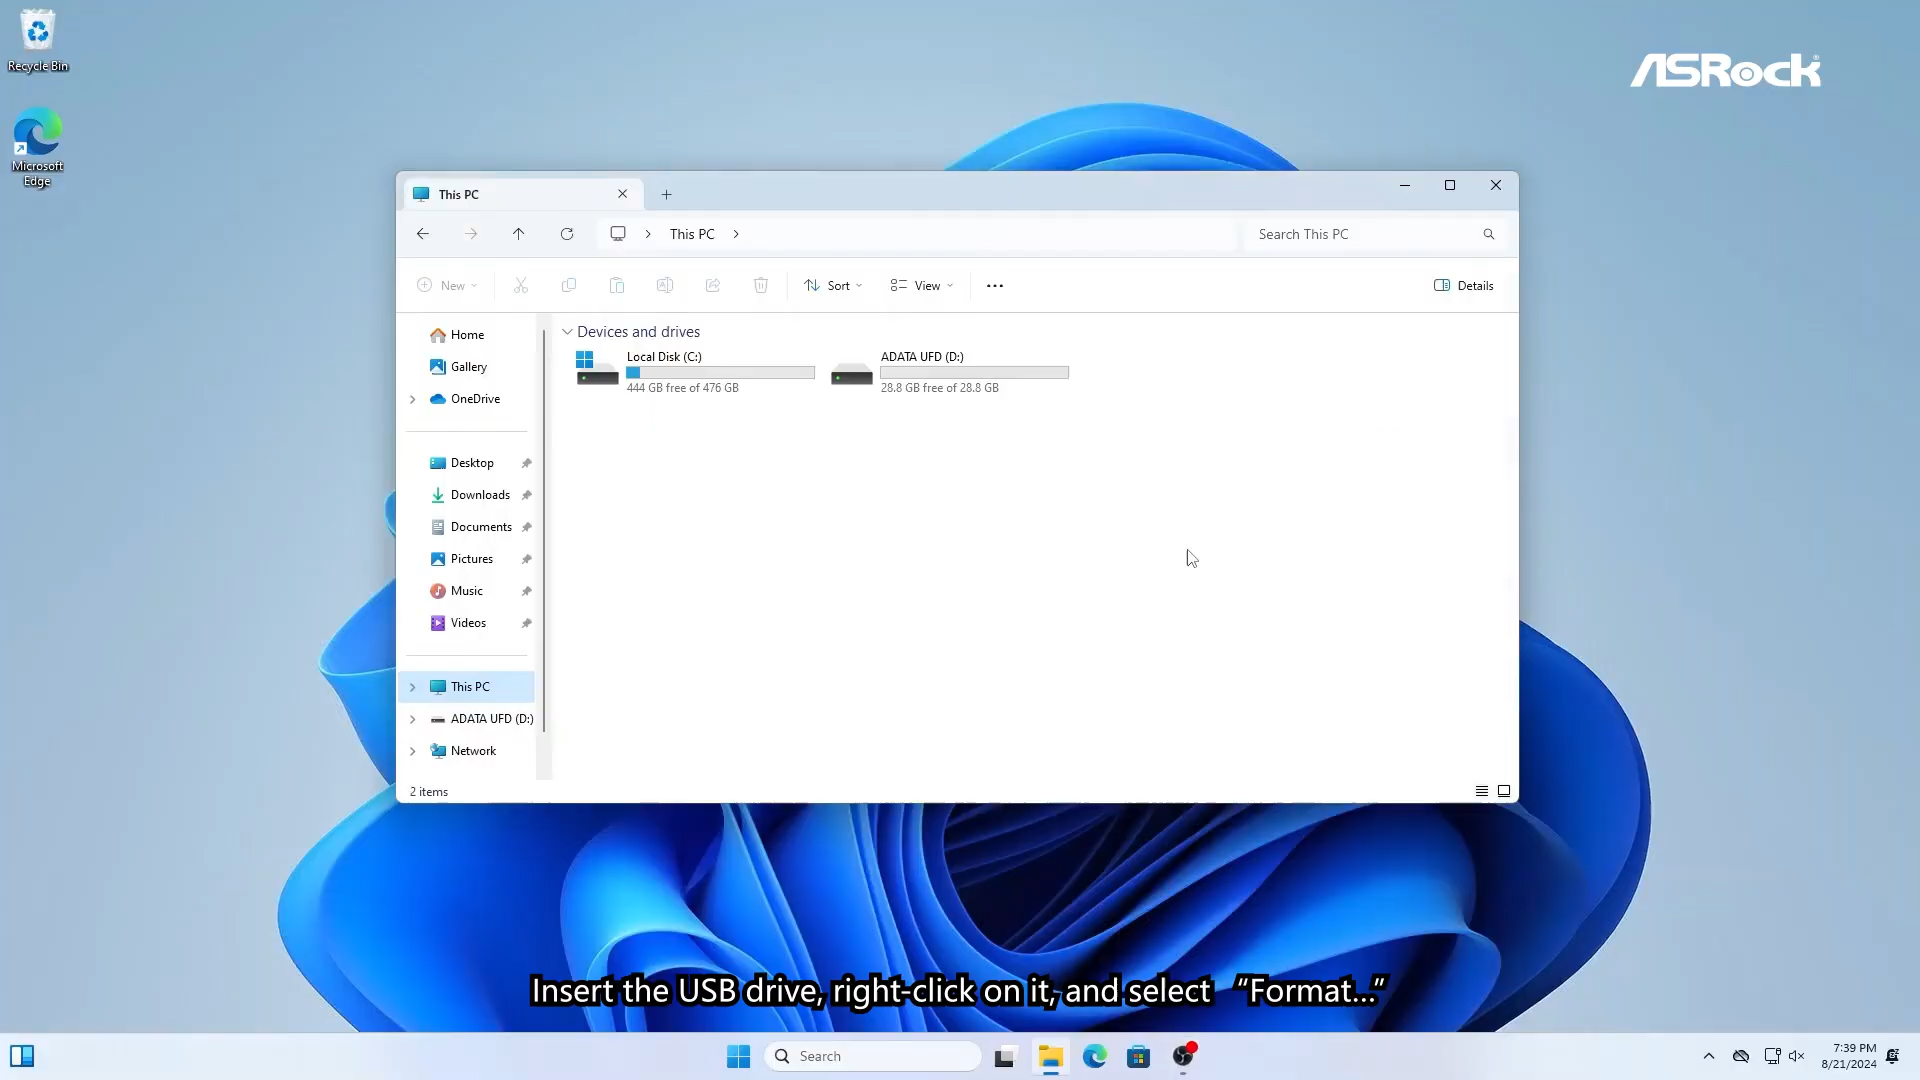 Recycle Bin
ASRock
Microsoft
Edge
This PC
This PC
Search This PC
New
Sort
View
Details
Home
Gallery
OneDrive
Desktop
Downloads
Documents
Pictures
Music
Videos
This PC
ADATA UFD (D:)
Network
Devices and drives
Local Disk (C:)
444 GB free of 476 GB
ADATA UFD (D:)
28.8 GB free of 28.8 GB
2 items
Insert the USB drive, right-click on it, and select “Format...”
Search
7:39 PM
8/21/2024